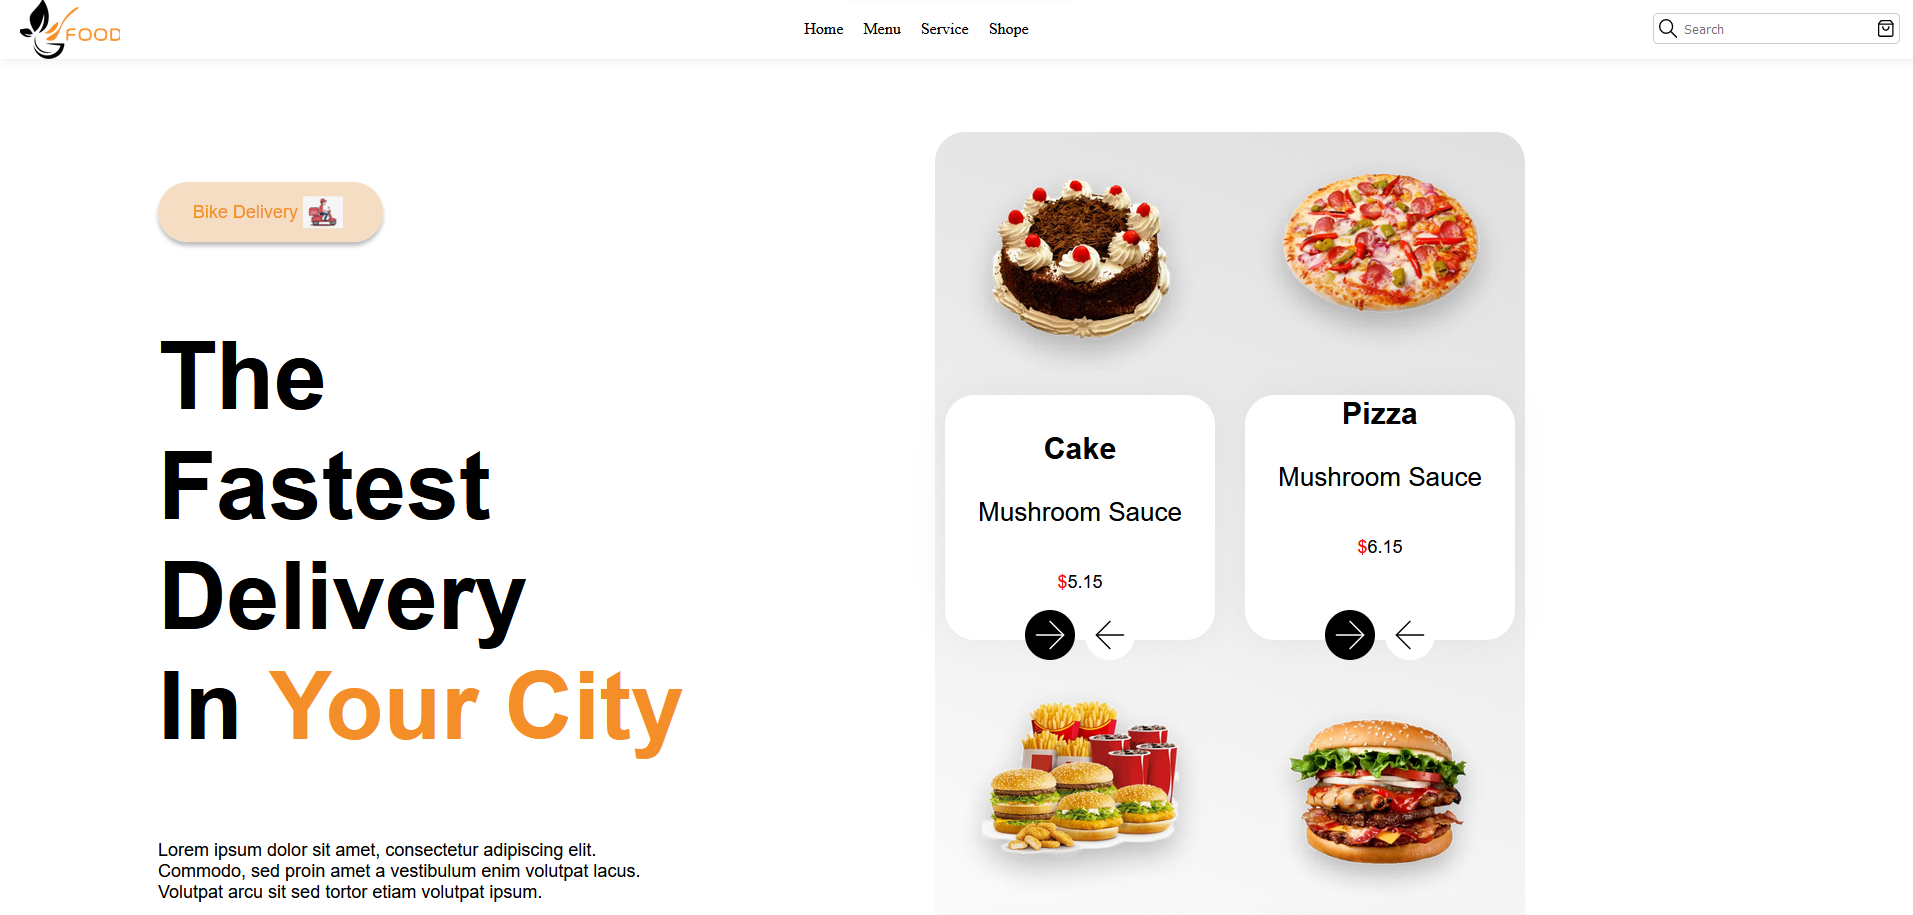 FOOD
Home Menu Service Shope
Search
Bike Delivery
The
Fastest
Delivery
In Your City
Lorem ipsum dolor sit amet, consectetur adipiscing elit.
Commodo, sed proin amet a vestibulum enim volutpat lacus.
Volutpat arcu sit sed tortor etiam volutpat ipsum.
Cake
Mushroom Sauce
$5.15
Pizza
Mushroom Sauce
$6.15